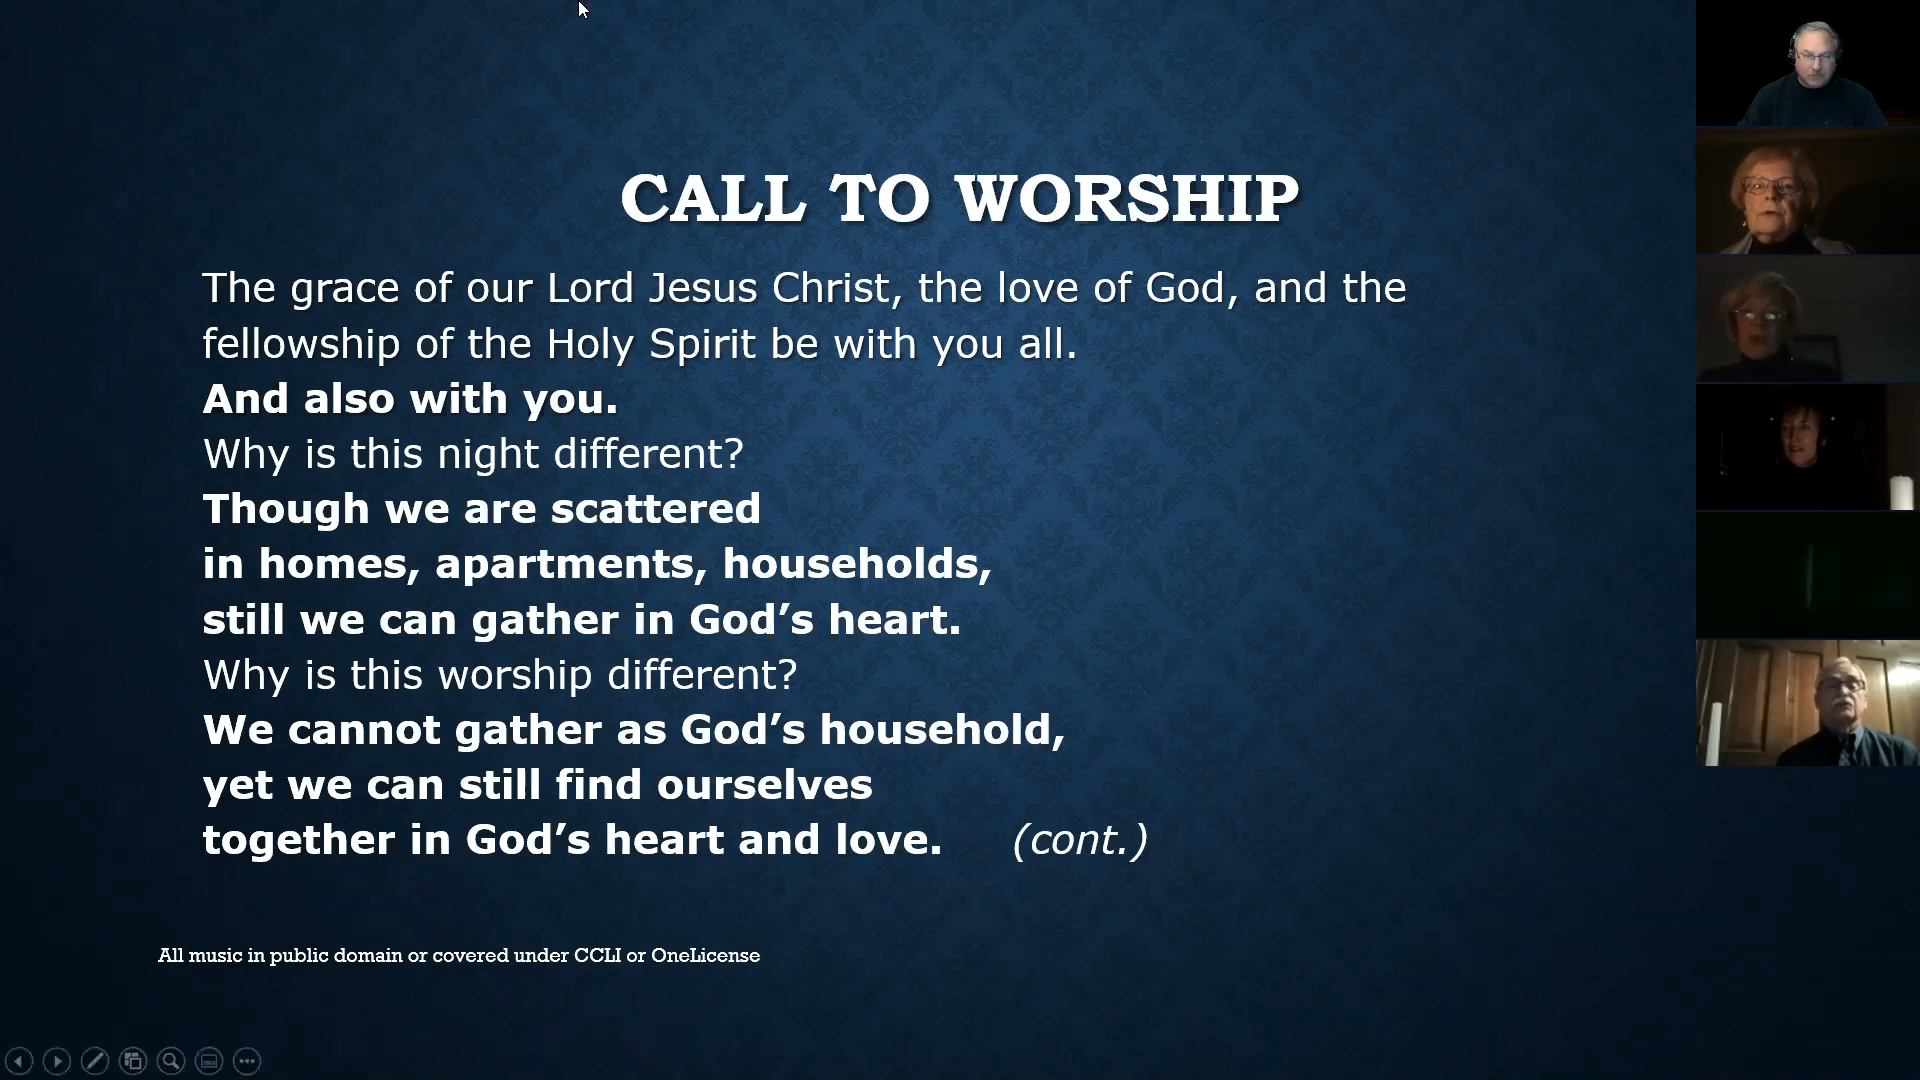 CALL TO WORSHIP
The grace of our Lord Jesus Christ, the love of God, and the
fellowship of the Holy Spirit be with you all.
And also with you.
Why is this night different?
Though we are scattered
in homes, apartments, households,
still we can gather in God’s heart.
Why is this worship different?
We cannot gather as God’s household,
yet we can still find ourselves
together in God’s heart and love. (cont.)
All music in public domain or covered under CCLI or OneLicense